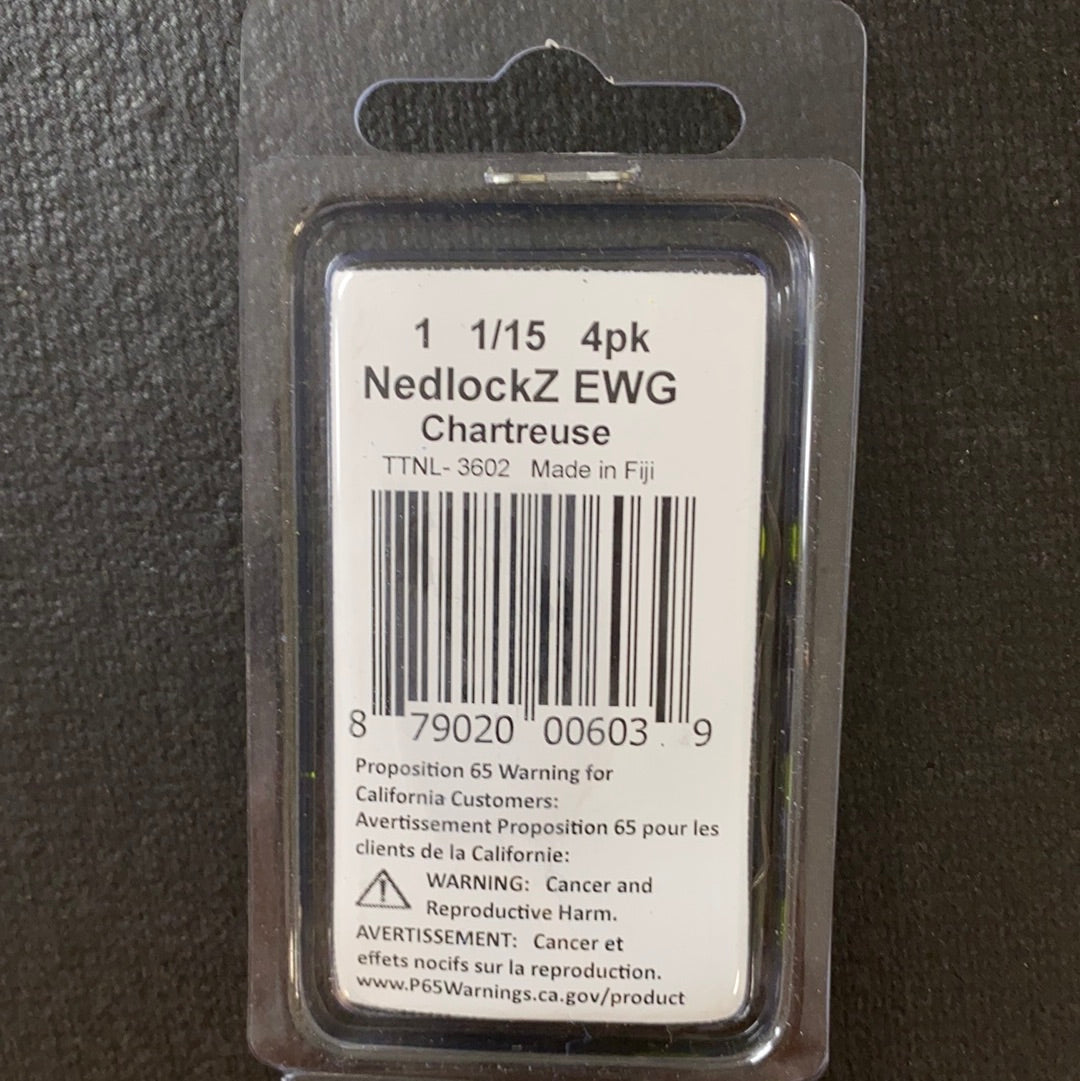 1 1/15 4pk
NedlockZ EWG
Chartreuse
TTNL- 3602 Made in Fiji
8 79020 00603 9
Proposition 65 Warning for
California Customers:
Avertissement Proposition 65 pour les
clients de la Californie:
WARNING: Cancer and
Reproductive Harm.
AVERTISSEMENT: Cancer et
effets nocifs sur la reproduction.
www.P65Warnings.ca.gov/product